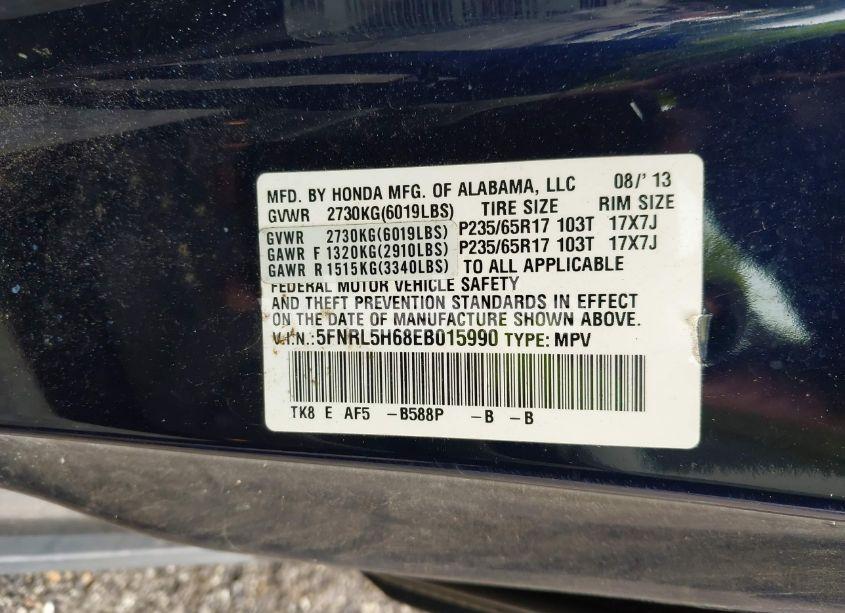 MFD. BY HONDA MFG. OF ALABAMA, LLC 08/' 13
GVWR 2730KG(6019LBS) TIRE SIZE RIM SIZE
GVWR 2730KG(6019LBS) P235/65R17 103T 17X7J
GAWR F 1320KG(2910LBS) P235/65R17 103T 17X7J
GAWR R 1515KG(3340LBS) TO ALL APPLICABLE
FEDERAL MOTOR VEHICLE SAFETY
AND THEFT PREVENTION STANDARDS IN EFFECT
ON THE DATE OF MANUFACTURE SHOWN ABOVE.
V.I.N.:5FNRL5H68EB015990 TYPE: MPV
TK8 E AF5 -B588P -B -B